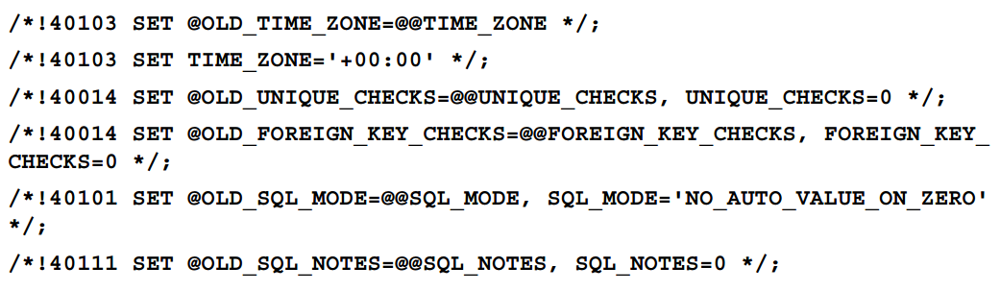 /*!40103 SET @OLD_TIME_ZONE=@@TIME_ZONE */;
/*!40103 SET TIME_ZONE='+00:00' */;
/*!40014 SET @OLD_UNIQUE_CHECKS=@@UNIQUE_CHECKS, UNIQUE_CHECKS=0 */;
/*!40014 SET @OLD_FOREIGN_KEY_CHECKS=@@FOREIGN_KEY_CHECKS, FOREIGN_KEY_
CHECKS=0 */;
/*!40101 SET @OLD_SQL_MODE=@@SQL_MODE, SQL_MODE='NO_AUTO_VALUE_ON_ZERO'
*/;
/*!40111 SET @OLD_SQL_NOTES=@@SQL_NOTES, SQL_NOTES=0 */;